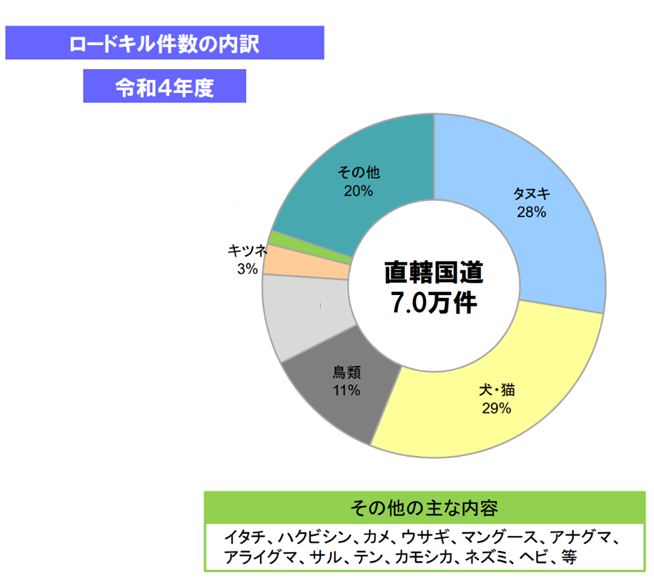 ロードキル件数の内訳
令和4年度
その他
20%
タヌキ
28%
キツネ
3%
直轄国道
7.0万件
鳥類
11%
犬・猫
29%
その他の主な内容
イタチ、ハクビシン、カメ、ウサギ、マングース、アナグマ、
アライグマ、サル、テン、カモシカ、ネズミ、ヘビ、等